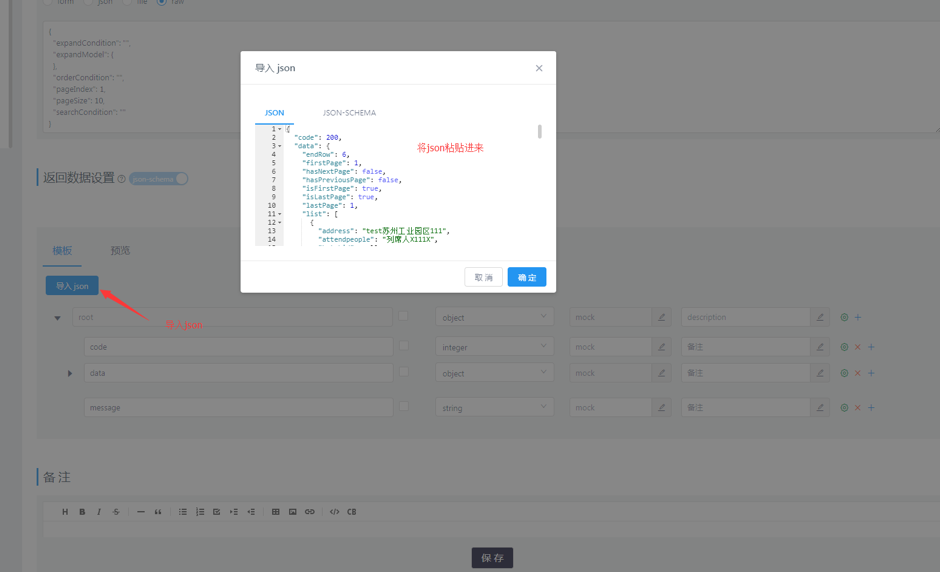 form json file raw
{
"expandCondition": "",
"expandModel": {
},
"orderCondition": "",
"pageIndex": 1,
"pageSize": 10,
"searchCondition": ""
}
导入 json
JSON JSON-SCHEMA
1 {
2 "code": 200,
3 "data": {
4 "endRow": 6,
5 "firstPage": 1,
6 "hasNextPage": false,
7 "hasPreviousPage": false,
8 "isFirstPage": true,
9 "isLastPage": true,
10 "lastPage": 1,
11 "list": [
12 {
13 "address": "test苏州工业园区111",
14 "attendpeople": "列席人X111X",
将json粘贴进来
取 消 确 定
返回数据设置 json-schema
模板 预览
导入 json
导入json
root object mock description
code integer mock 备注
data object mock 备注
message string mock 备注
备 注
H B I S
CB
保 存